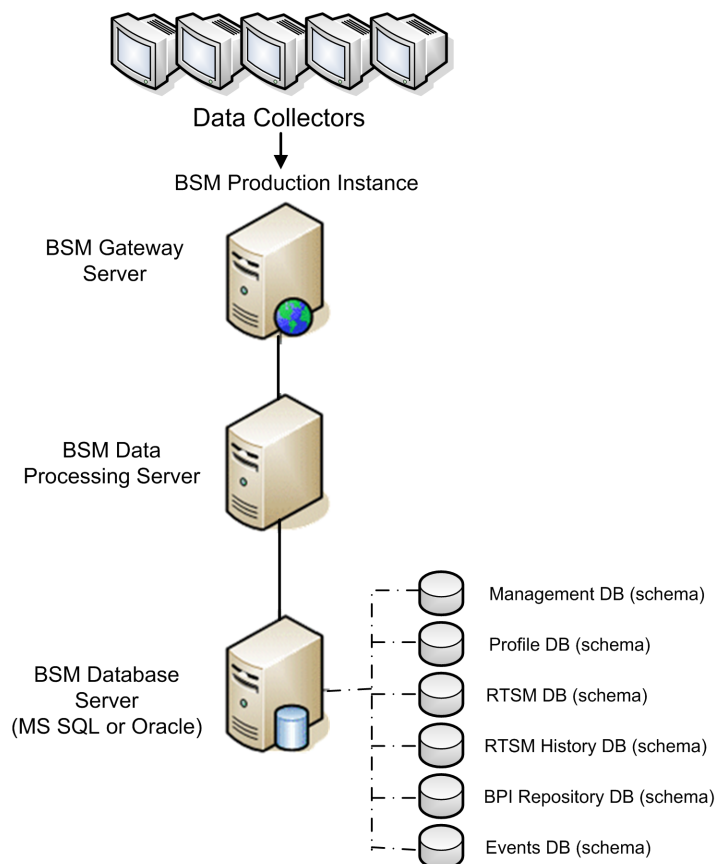 Data Collectors
BSM Production Instance
BSM Gateway
Server
BSM Data
Processing Server
BSM Database
Server
(MS SQL or Oracle)
Management DB (schema)
Profile DB (schema)
RTSM DB (schema)
RTSM History DB (schema)
BPI Repository DB (schema)
Events DB (schema)